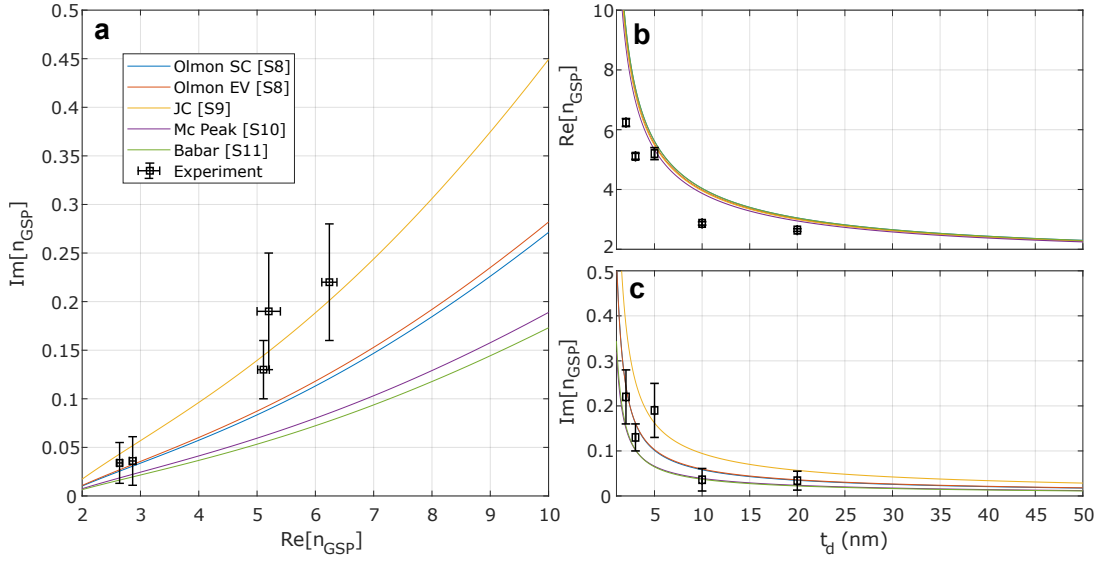 a
Im[n_GSP]
0.45
0.4
0.35
0.3
0.25
0.2
0.15
0.1
0.05
0
Olmon SC [S8]
Olmon EV [S8]
JC [S9]
Mc Peak [S10]
Babar [S11]
Experiment
2 3 4 5 6 7 8 9 10
Re[n_GSP]
b
Re[n_GSP]
10
8
6
4
2
c
Im[n_GSP]
0.5
0.4
0.3
0.2
0.1
0
5 10 15 20 25 30 35 40 45 50
t_d (nm)